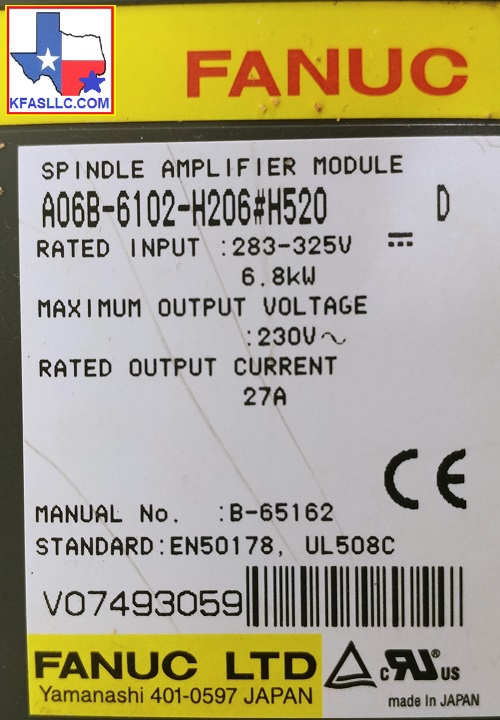 KFASLLC.COM
FANUC
SPINDLE AMPLIFIER MODULE
A06B-6102-H206#H520 D
RATED INPUT :283-325V ⎓
6.8kW
MAXIMUM OUTPUT VOLTAGE
:230V～
RATED OUTPUT CURRENT
27A
CE
MANUAL No. :B-65162
STANDARD:EN50178, UL508C
V07493059
FANUC LTD
Yamanashi 401-0597 JAPAN
c RU® US
made In JAPAN